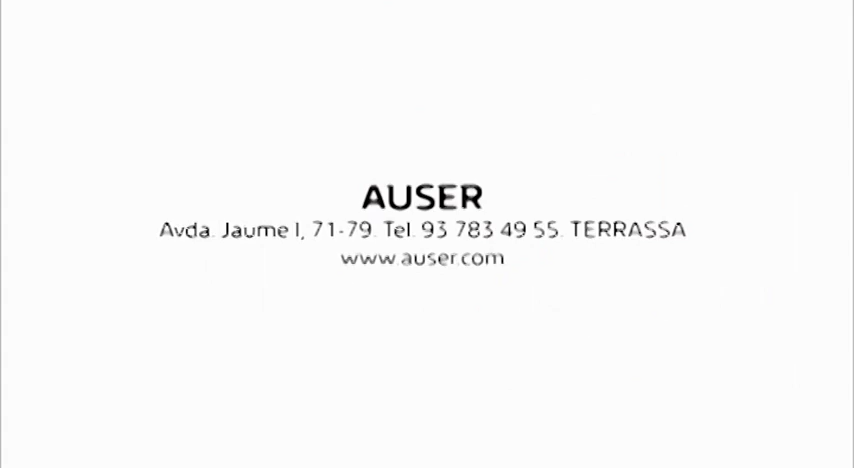 AUSER
Avda. Jaume I, 71-79. Tel. 93 783 49 55. TERRASSA
www.auser.com